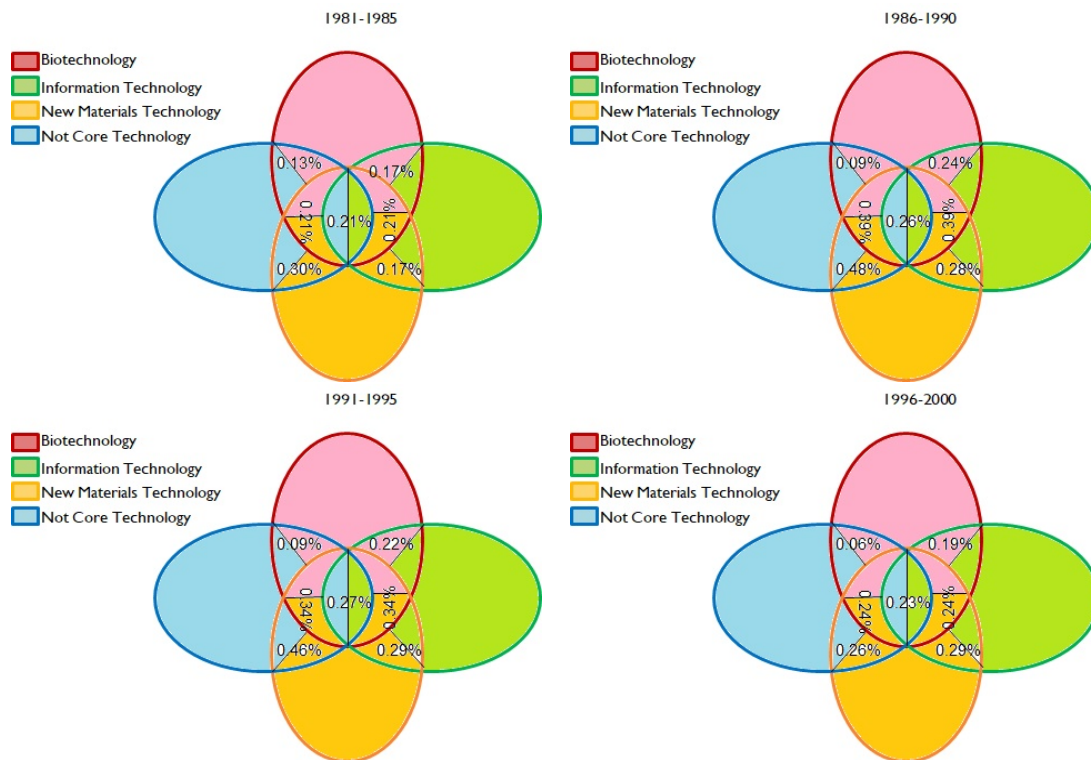 1981-1985
Biotechnology
Information Technology
New Materials Technology
Not Core Technology
0.13%
0.17%
0.21%
0.21%
0.21%
0.30%
0.17%
1986-1990
Biotechnology
Information Technology
New Materials Technology
Not Core Technology
0.09%
0.24%
0.39%
0.26%
0.39%
0.48%
0.28%
1991-1995
Biotechnology
Information Technology
New Materials Technology
Not Core Technology
0.09%
0.22%
0.34%
0.27%
0.34%
0.46%
0.29%
1996-2000
Biotechnology
Information Technology
New Materials Technology
Not Core Technology
0.06%
0.19%
0.24%
0.23%
0.24%
0.26%
0.29%